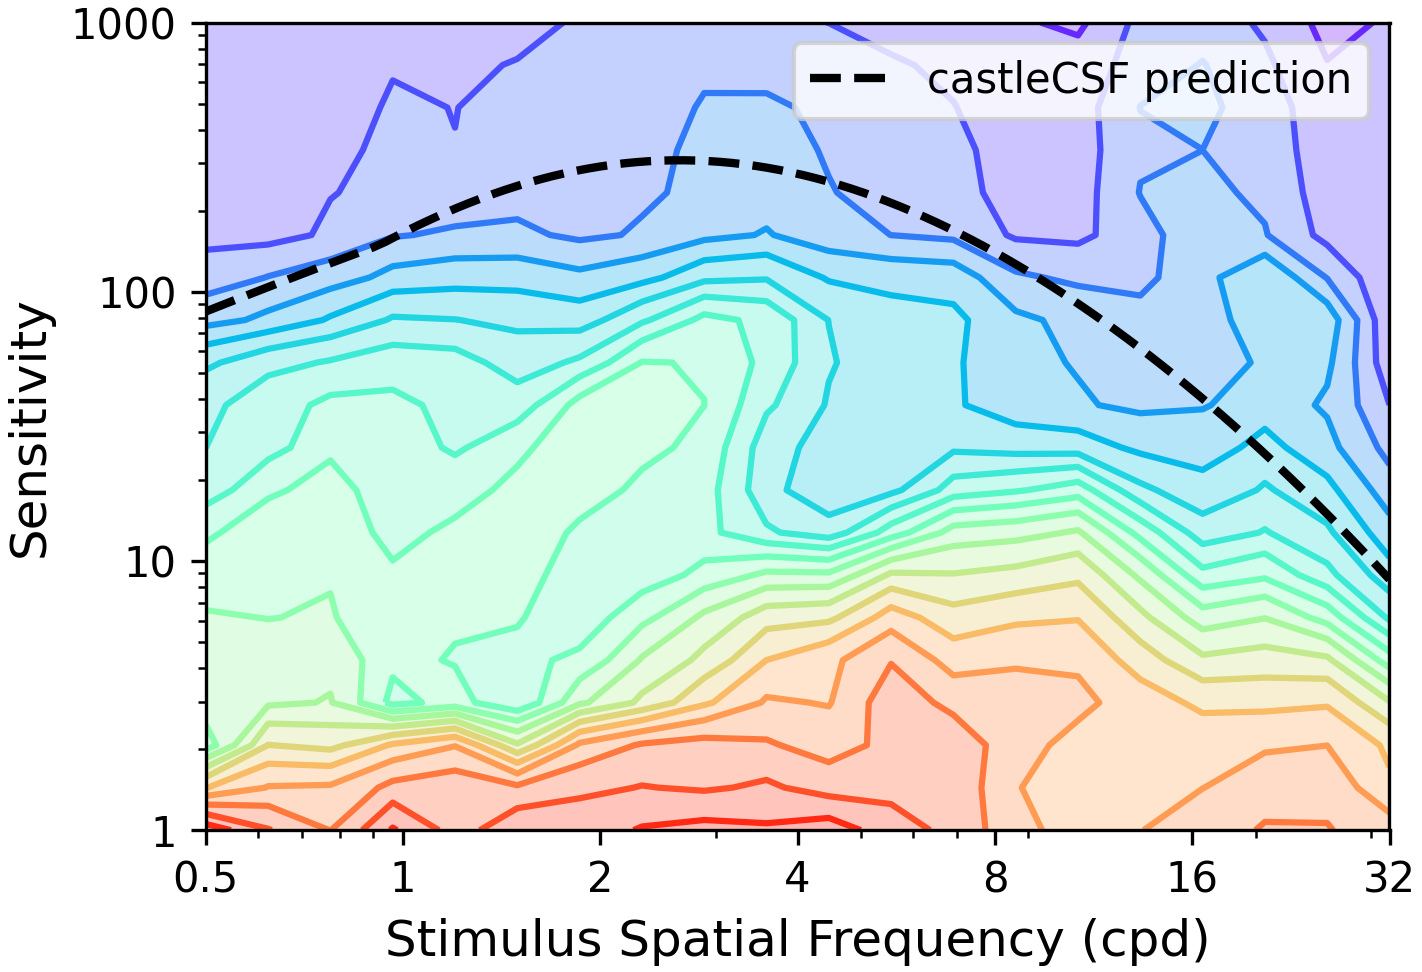 1000
castleCSF prediction
100
Sensitivity
10
1
0.5 1 2 4 8 16 32
Stimulus Spatial Frequency (cpd)